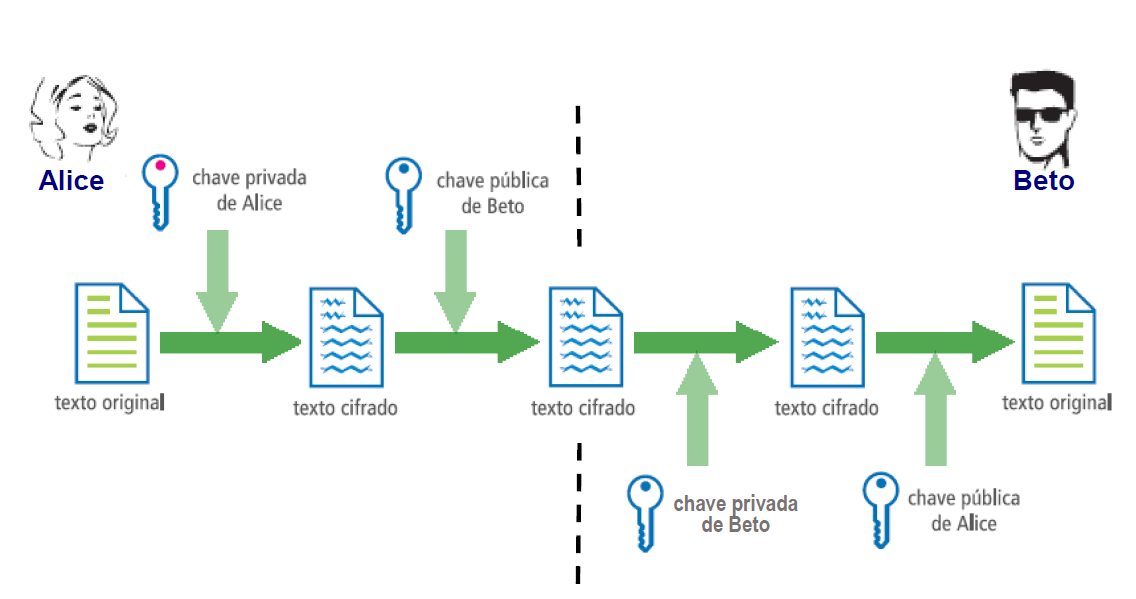 Alice
Beto
chave privada
de Alice
chave pública
de Beto
texto original
texto cifrado
texto cifrado
texto cifrado
texto original
chave privada
de Beto
chave pública
de Alice